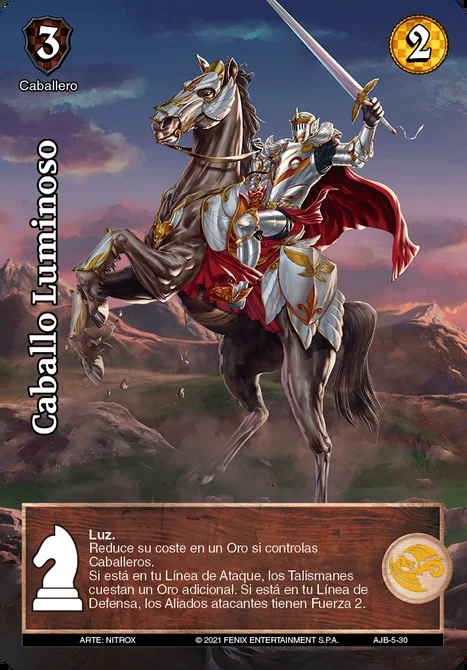 3
2
Caballero
Caballo Luminoso
Luz.
Reduce su coste en un Oro si controlas
Caballeros.
Si está en tu Línea de Ataque, los Talismanes
cuestan un Oro adicional. Si está en tu Línea de
Defensa, los Aliados atacantes tienen Fuerza 2.
ARTE: NITROX
© 2021 FENIX ENTERTAINMENT S.P.A.
AJB-5-30